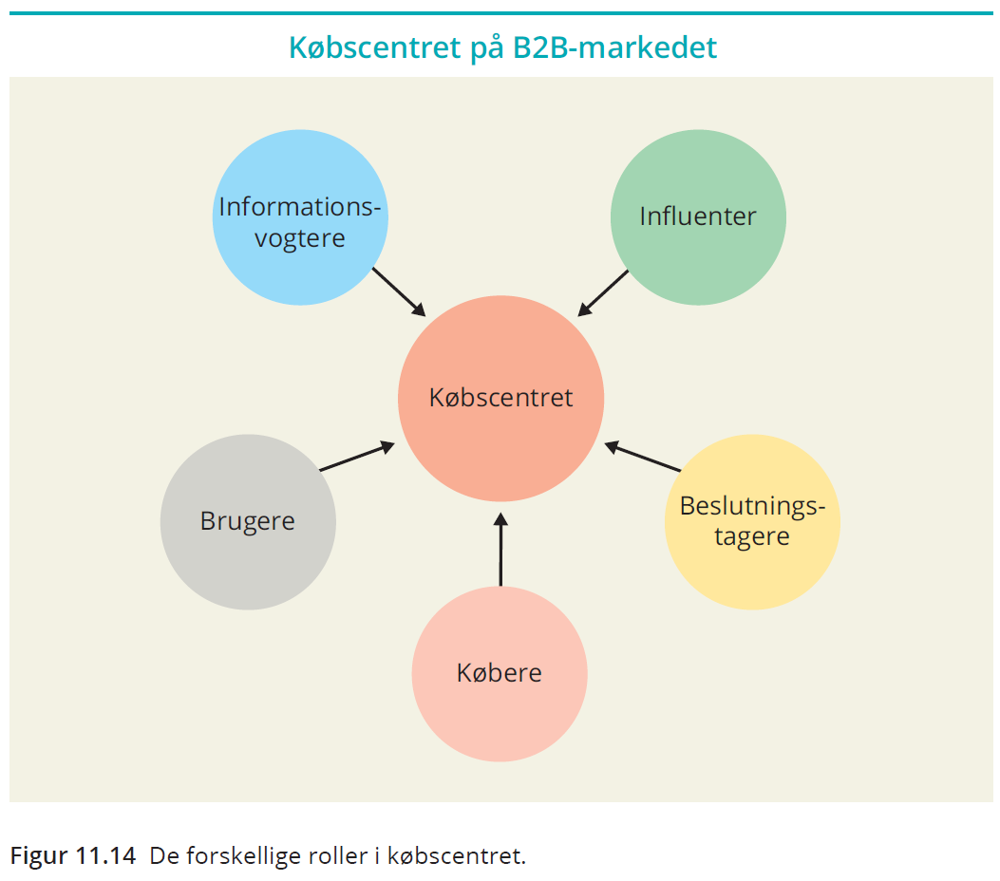 Købscentret på B2B-markedet
Informations-
vogtere
Influenter
Købscentret
Brugere
Beslutnings-
tagere
Købere
Figur 11.14 De forskellige roller i købscentret.